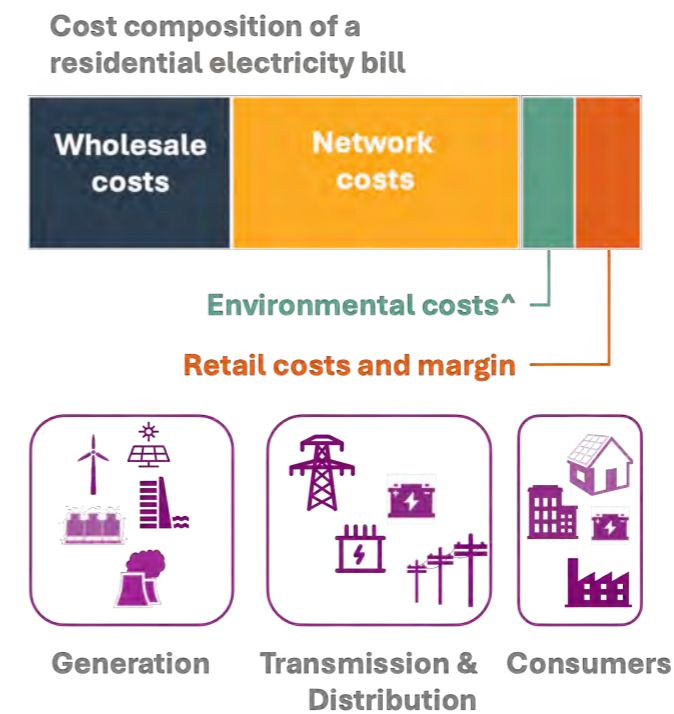 Cost composition of a
residential electricity bill
Wholesale
costs
Network
costs
Environmental costs^
Retail costs and margin
Generation
Transmission &
Distribution
Consumers